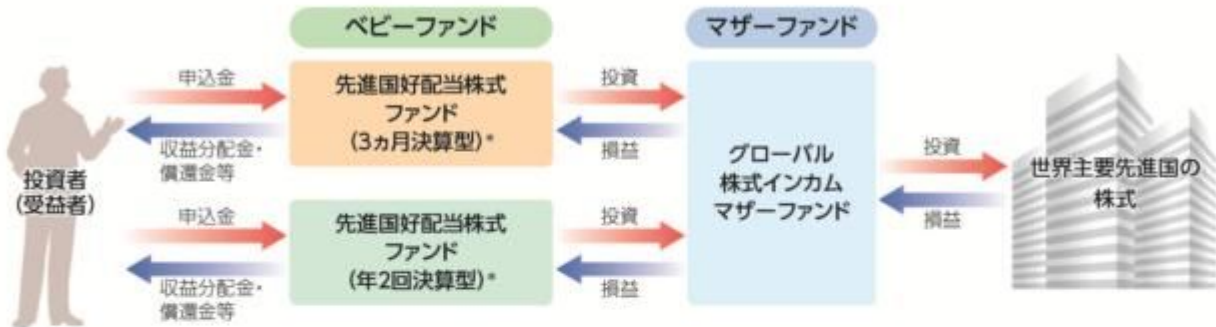 ベビーファンド
マザーファンド
投資者
(受益者)
申込金
収益分配金・
償還金等
先進国好配当株式
ファンド
(3ヵ月決算型)*
投資
損益
申込金
収益分配金・
償還金等
先進国好配当株式
ファンド
(年2回決算型)*
投資
損益
グローバル
株式インカム
マザーファンド
投資
損益
世界主要先進国の
株式